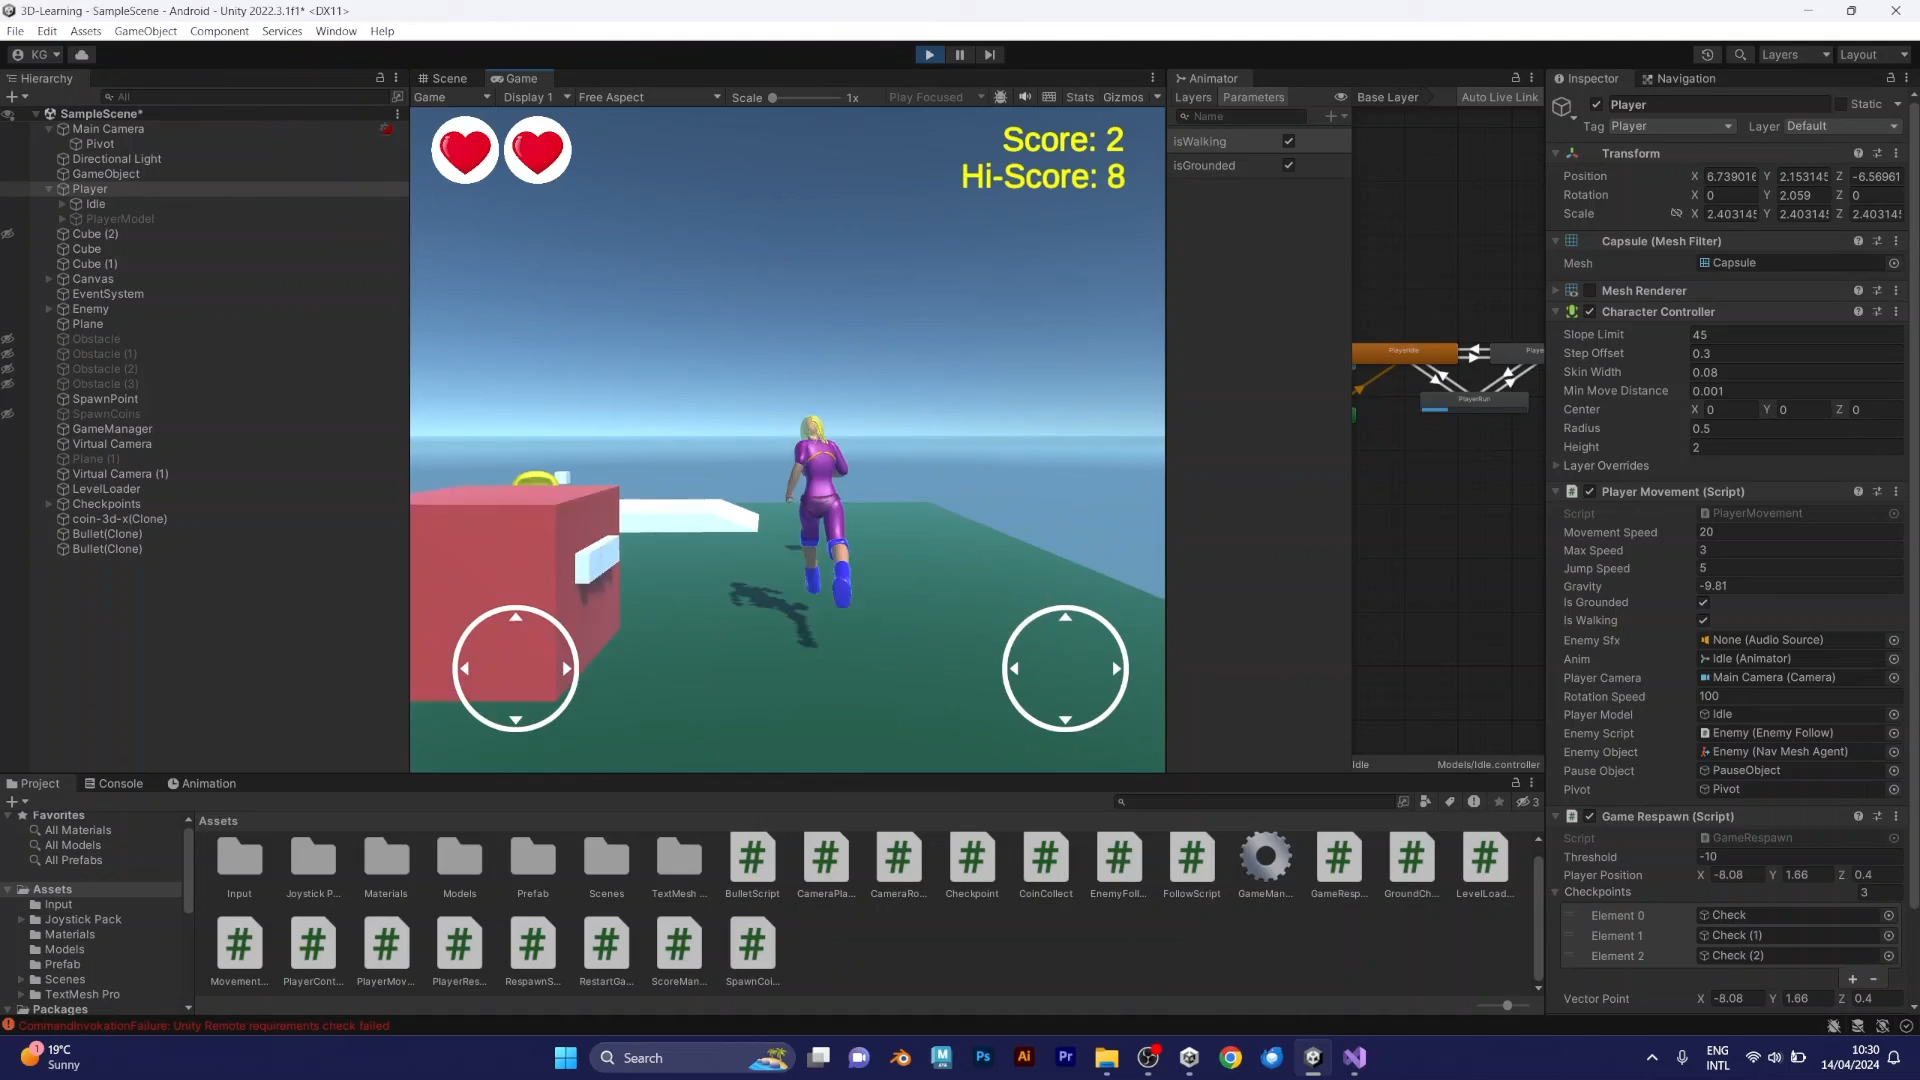 3D-Learning - SampleScene - Android - Unity 2022.3.1f1* <DX11>
File Edit Assets GameObject Component Services Window Help
KG
Layers Layout
Hierarchy
All
SampleScene*
Main Camera
Pivot
Directional Light
GameObject
Player
Idle
PlayerModel
Cube (2)
Cube
Cube (1)
Canvas
EventSystem
Enemy
Plane
Obstacle
Obstacle (1)
Obstacle (2)
Obstacle (3)
SpawnPoint
SpawnCoins
GameManager
Virtual Camera
Plane (1)
Virtual Camera (1)
LevelLoader
Checkpoints
coin-3d-x(Clone)
Bullet(Clone)
Bullet(Clone)
Scene Game
Game Display 1 Free Aspect Scale 1x Play Focused Stats Gizmos
Score: 2
Hi-Score: 8
Animator
Layers Parameters Base Layer Auto Live Link
Name
isWalking
isGrounded
PlayerIdle
Playe
PlayerRun
Idle Models/Idle.controller
Inspector Navigation
Player Static
Tag Player Layer Default
Transform
Position X 6.739016 Y 2.153145 Z -6.56961
Rotation X 0 Y 2.059 Z 0
Scale X 2.403145 Y 2.403145 Z 2.403145
Capsule (Mesh Filter)
Mesh Capsule
Mesh Renderer
Character Controller
Slope Limit 45
Step Offset 0.3
Skin Width 0.08
Min Move Distance 0.001
Center X 0 Y 0 Z 0
Radius 0.5
Height 2
Layer Overrides
Player Movement (Script)
Script PlayerMovement
Movement Speed 20
Max Speed 3
Jump Speed 5
Gravity -9.81
Is Grounded
Is Walking
Enemy Sfx None (Audio Source)
Anim Idle (Animator)
Player Camera Main Camera (Camera)
Rotation Speed 100
Player Model Idle
Enemy Script Enemy (Enemy Follow)
Enemy Object Enemy (Nav Mesh Agent)
Pause Object PauseObject
Pivot Pivot
Game Respawn (Script)
Script GameRespawn
Threshold -10
Player Position X -8.08 Y 1.66 Z 0.4
Checkpoints 3
Element 0 Check
Element 1 Check (1)
Element 2 Check (2)
Vector Point X -8.08 Y 1.66 Z 0.4
Project Console Animation
3
Favorites
All Materials
All Models
All Prefabs
Assets
Input
Joystick Pack
Materials
Models
Prefab
Scenes
TextMesh Pro
Packages
Assets
Input Joystick P... Materials Models Prefab Scenes TextMesh ... BulletScript CameraPla... CameraRo... Checkpoint CoinCollect EnemyFoll... FollowScript GameMan... GameResp... GroundCh... LevelLoad...
Movement... PlayerCont... PlayerMov... PlayerRes... RespawnS... RestartGa... ScoreMan... SpawnCoi...
CommandInvokationFailure: Unity Remote requirements check failed
1
19°C
Sunny
Search
Ps Ai Pr
ENG
INTL
10:30
14/04/2024